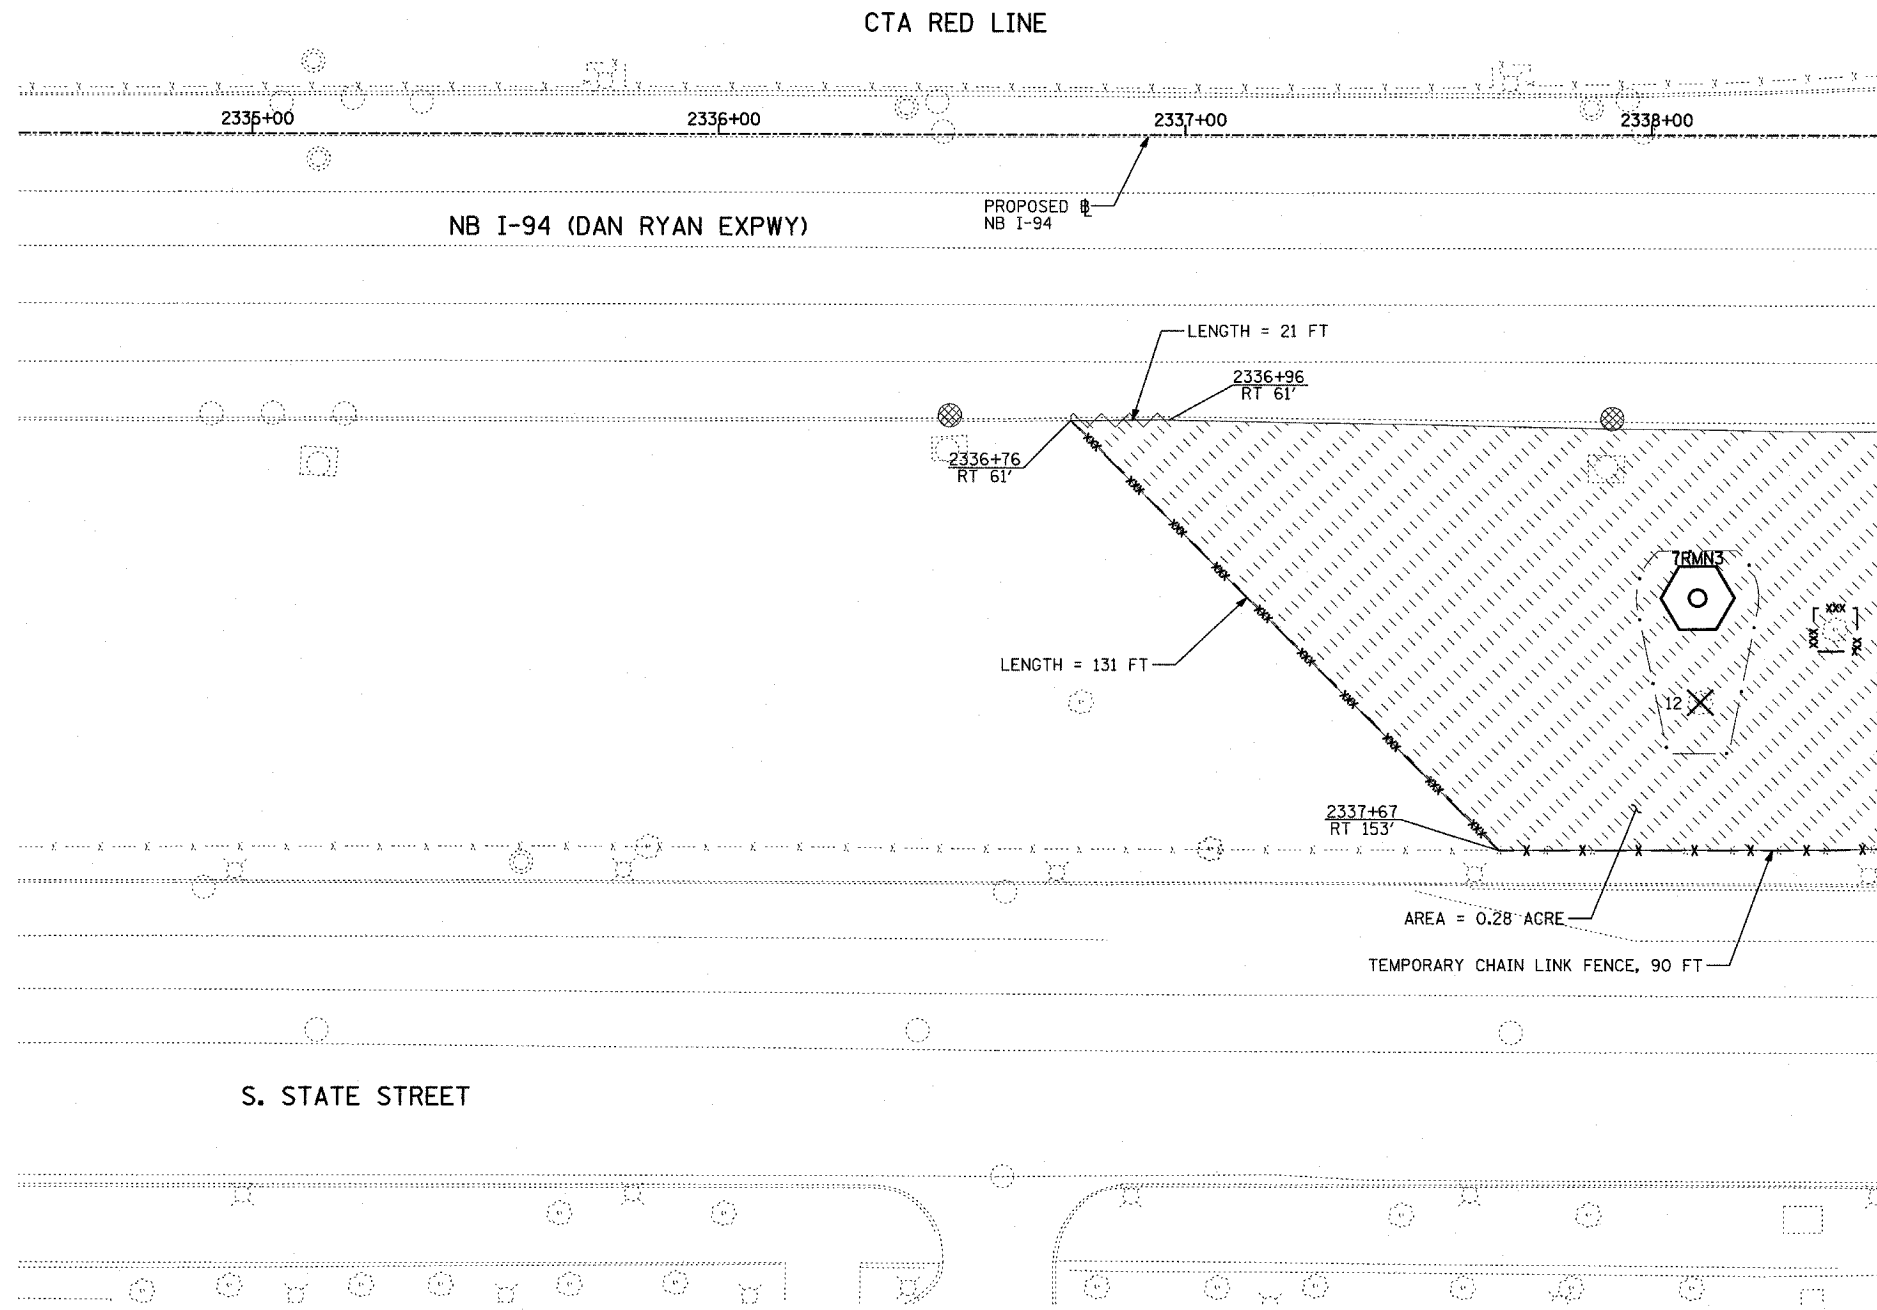 CTA RED LINE
2335+00
2336+00
2337+00
2338+00
PROPOSED ℄
NB I-94
NB I-94 (DAN RYAN EXPWY)
LENGTH = 21 FT
2336+96
RT 61'
2336+76
RT 61'
7RMN3
LENGTH = 131 FT
12
2337+67
RT 153'
AREA = 0.28 ACRE
TEMPORARY CHAIN LINK FENCE, 90 FT
S. STATE STREET